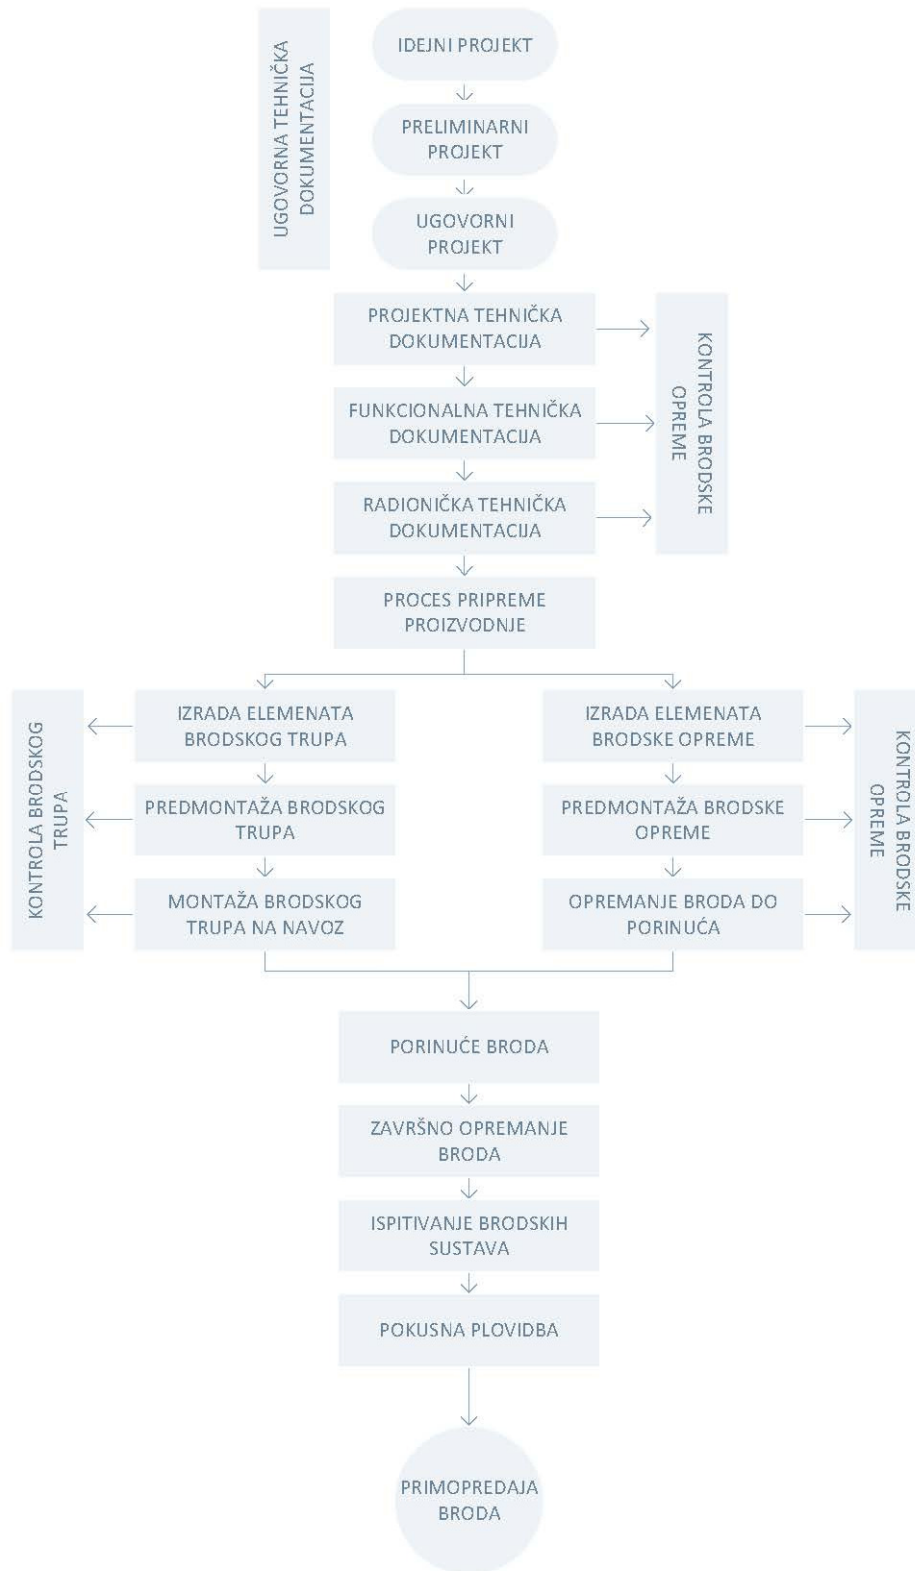 UGOVORNA TEHNIČKA
DOKUMENTACIJA
IDEJNI PROJEKT
PRELIMINARNI
PROJEKT
UGOVORNI
PROJEKT
PROJEKTNA TEHNIČKA
DOKUMENTACIJA
FUNKCIONALNA TEHNIČKA
DOKUMENTACIJA
RADIONIČKA TEHNIČKA
DOKUMENTACIJA
KONTROLA BRODSKE
OPREME
PROCES PRIPREME
PROIZVODNJE
KONTROLA BRODSKOG
TRUPA
IZRADA ELEMENATA
BRODSKOG TRUPA
PREDMONTAŽA BRODSKOG
TRUPA
MONTAŽA BRODSKOG
TRUPA NA NAVOZ
IZRADA ELEMENATA
BRODSKE OPREME
PREDMONTAŽA BRODSKE
OPREME
OPREMANJE BRODA DO
PORINUĆA
KONTROLA BRODSKE
OPREME
PORINUĆE BRODA
ZAVRŠNO OPREMANJE
BRODA
ISPITIVANJE BRODSKIH
SUSTAVA
POKUSNA PLOVIDBA
PRIMOPREDAJA
BRODA